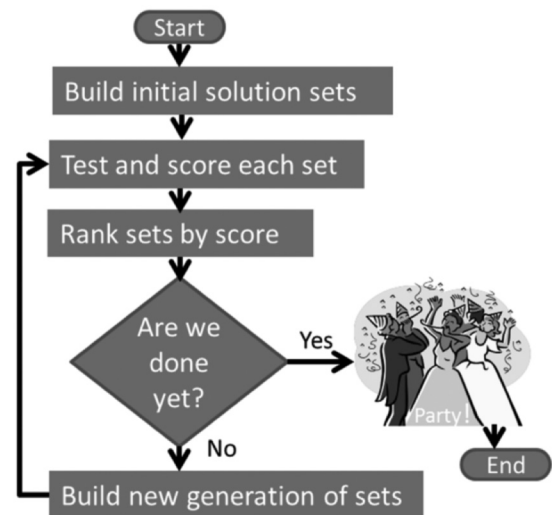 Start
Build initial solution sets
Test and score each set
Rank sets by score
Are we
done
yet?
Yes
Party!
No
End
Build new generation of sets